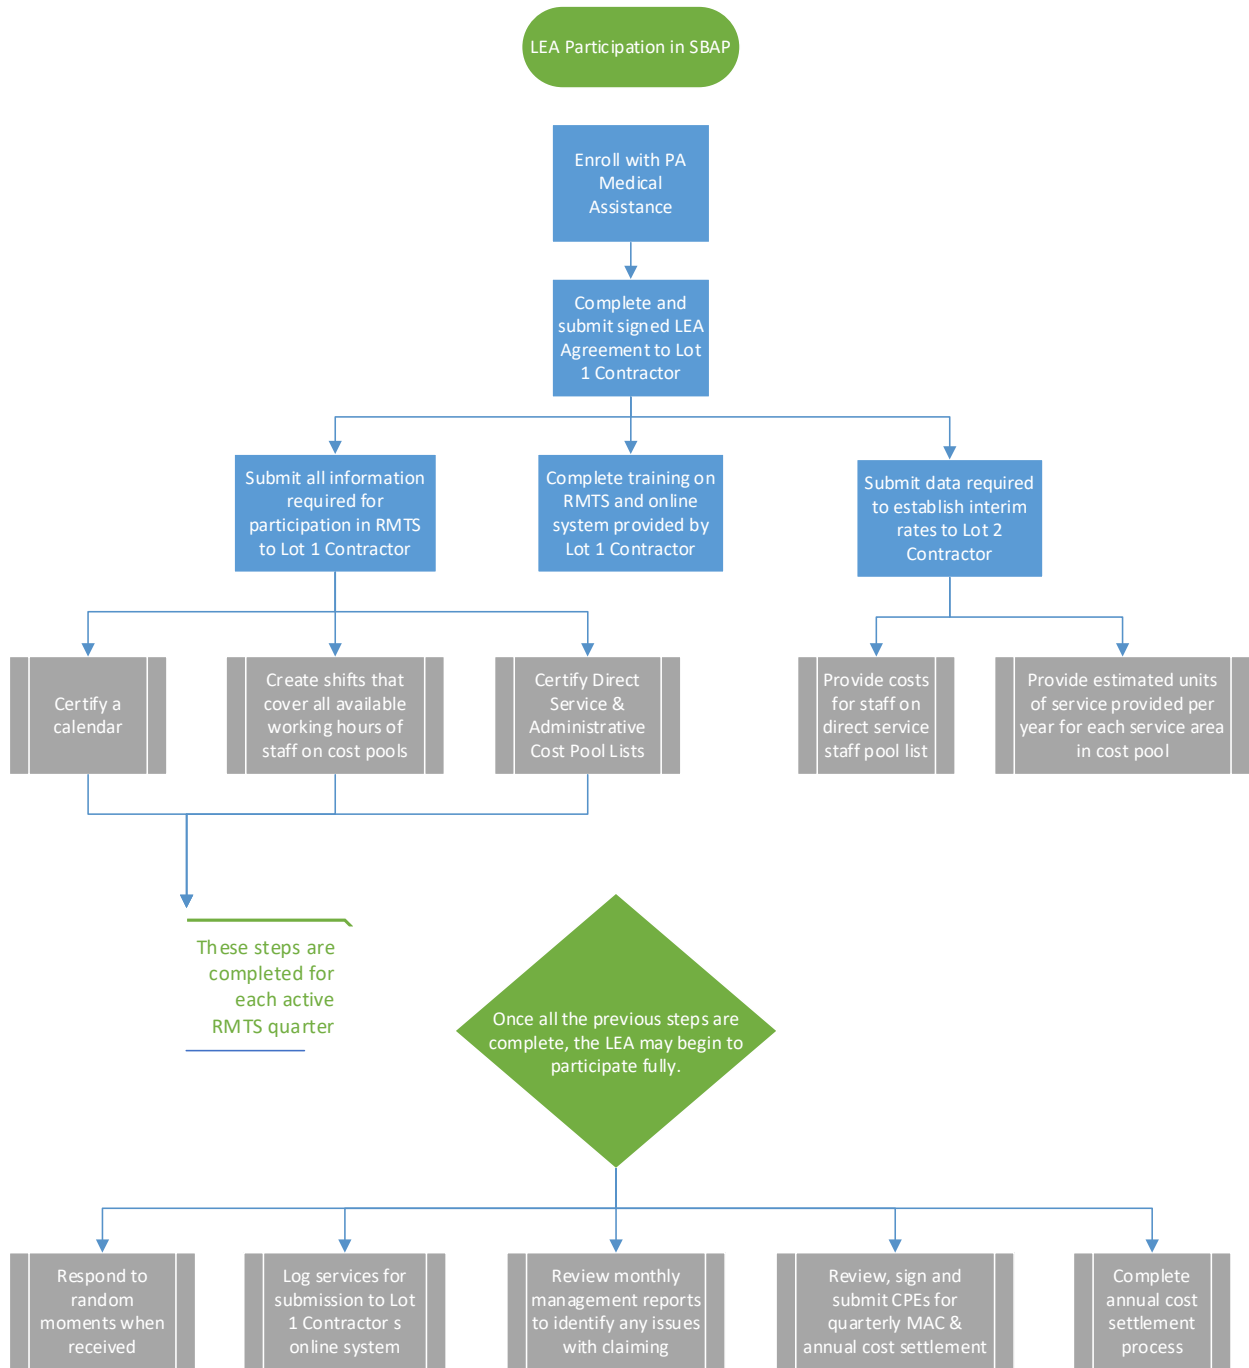 LEA Participation in SBAP
Enroll with PA
Medical
Assistance
Complete and
submit signed LEA
Agreement to Lot
1 Contractor
Submit all information
required for
participation in RMTS
to Lot 1 Contractor
Complete training on
RMTS and online
system provided by
Lot 1 Contractor
Submit data required
to establish interim
rates to Lot 2
Contractor
Certify a
calendar
Create shifts that
cover all available
working hours of
staff on cost pools
Certify Direct
Service &
Administrative
Cost Pool Lists
Provide costs
for staff on
direct service
staff pool list
Provide estimated units
of service provided per
year for each service area
in cost pool
These steps are
completed for
each active
RMTS quarter
Once all the previous steps are
complete, the LEA may begin to
participate fully.
Respond to
random
moments when
received
Log services for
submission to Lot
1 Contractor s
online system
Review monthly
management reports
to identify any issues
with claiming
Review, sign and
submit CPEs for
quarterly MAC &
annual cost settlement
Complete
annual cost
settlement
process